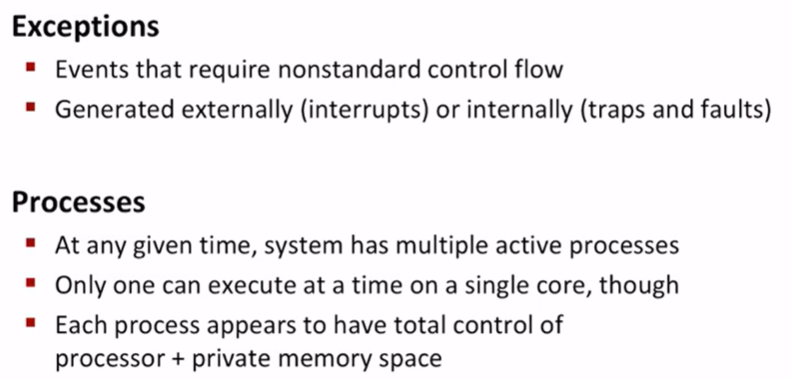 Exceptions
▪ Events that require nonstandard control flow
▪ Generated externally (interrupts) or internally (traps and faults)
Processes
▪ At any given time, system has multiple active processes
▪ Only one can execute at a time on a single core, though
▪ Each process appears to have total control of
processor + private memory space